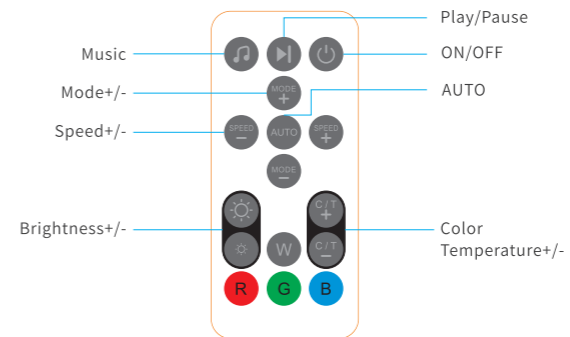 Play/Pause
Music
ON/OFF
MODE
+
Mode+/-
AUTO
SPEED
−
AUTO
SPEED
+
Speed+/-
MODE
−
C/T
+
Brightness+/-
W
C/T
−
Color
Temperature+/-
R
G
B